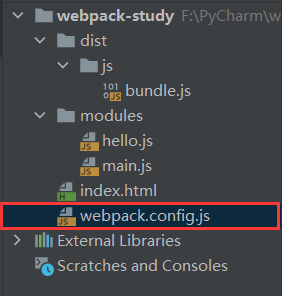 webpack-study F:\PyCharm\w
dist
js
bundle.js
modules
hello.js
main.js
index.html
webpack.config.js
External Libraries
Scratches and Consoles